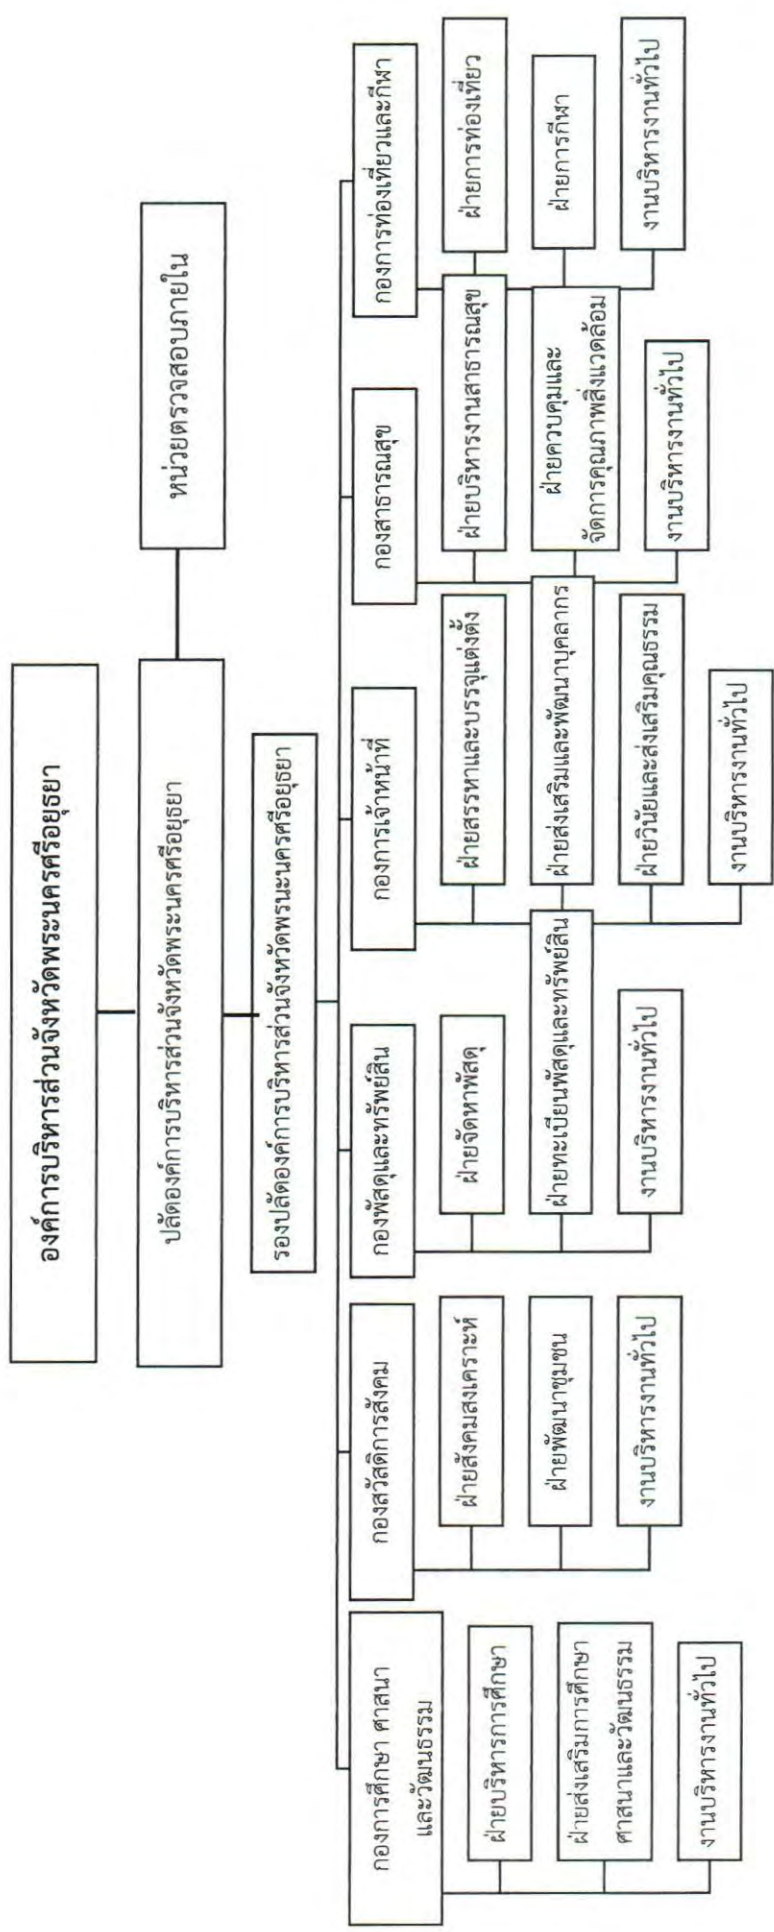 องค์การบริหารส่วนจังหวัดพระนครศรีอยุธยา
ปลัดองค์การบริหารส่วนจังหวัดพระนครศรีอยุธยา
หน่วยตรวจสอบภายใน
รองปลัดองค์การบริหารส่วนจังหวัดพรนะนครศรีอยุธยา
กองการศึกษา ศาสนา
และวัฒนธรรม
ฝ่ายบริหารการศึกษา
ฝ่ายส่งเสริมการศึกษา
ศาสนาและวัฒนธรรม
งานบริหารงานทั่วไป
กองสวัสดิการสังคม
ฝ่ายสังคมสงเคราะห์
ฝ่ายพัฒนาชุมชน
งานบริหารงานทั่วไป
กองพัสดุและทรัพย์สิน
ฝ่ายจัดหาพัสดุ
ฝ่ายทะเบียนพัสดุและทรัพย์สิน
งานบริหารงานทั่วไป
กองการเจ้าหน้าที่
ฝ่ายสรรหาและบรรจุแต่งตั้ง
ฝ่ายส่งเสริมและพัฒนาบุคลากร
ฝ่ายวินัยและส่งเสริมคุณธรรม
งานบริหารงานทั่วไป
กองสาธารณสุข
ฝ่ายบริหารงานสาธารณสุข
ฝ่ายควบคุมและ
จัดการคุณภาพสิ่งแวดล้อม
งานบริหารงานทั่วไป
กองการท่องเที่ยวและกีฬา
ฝ่ายการท่องเที่ยว
ฝ่ายการกีฬา
งานบริหารงานทั่วไป